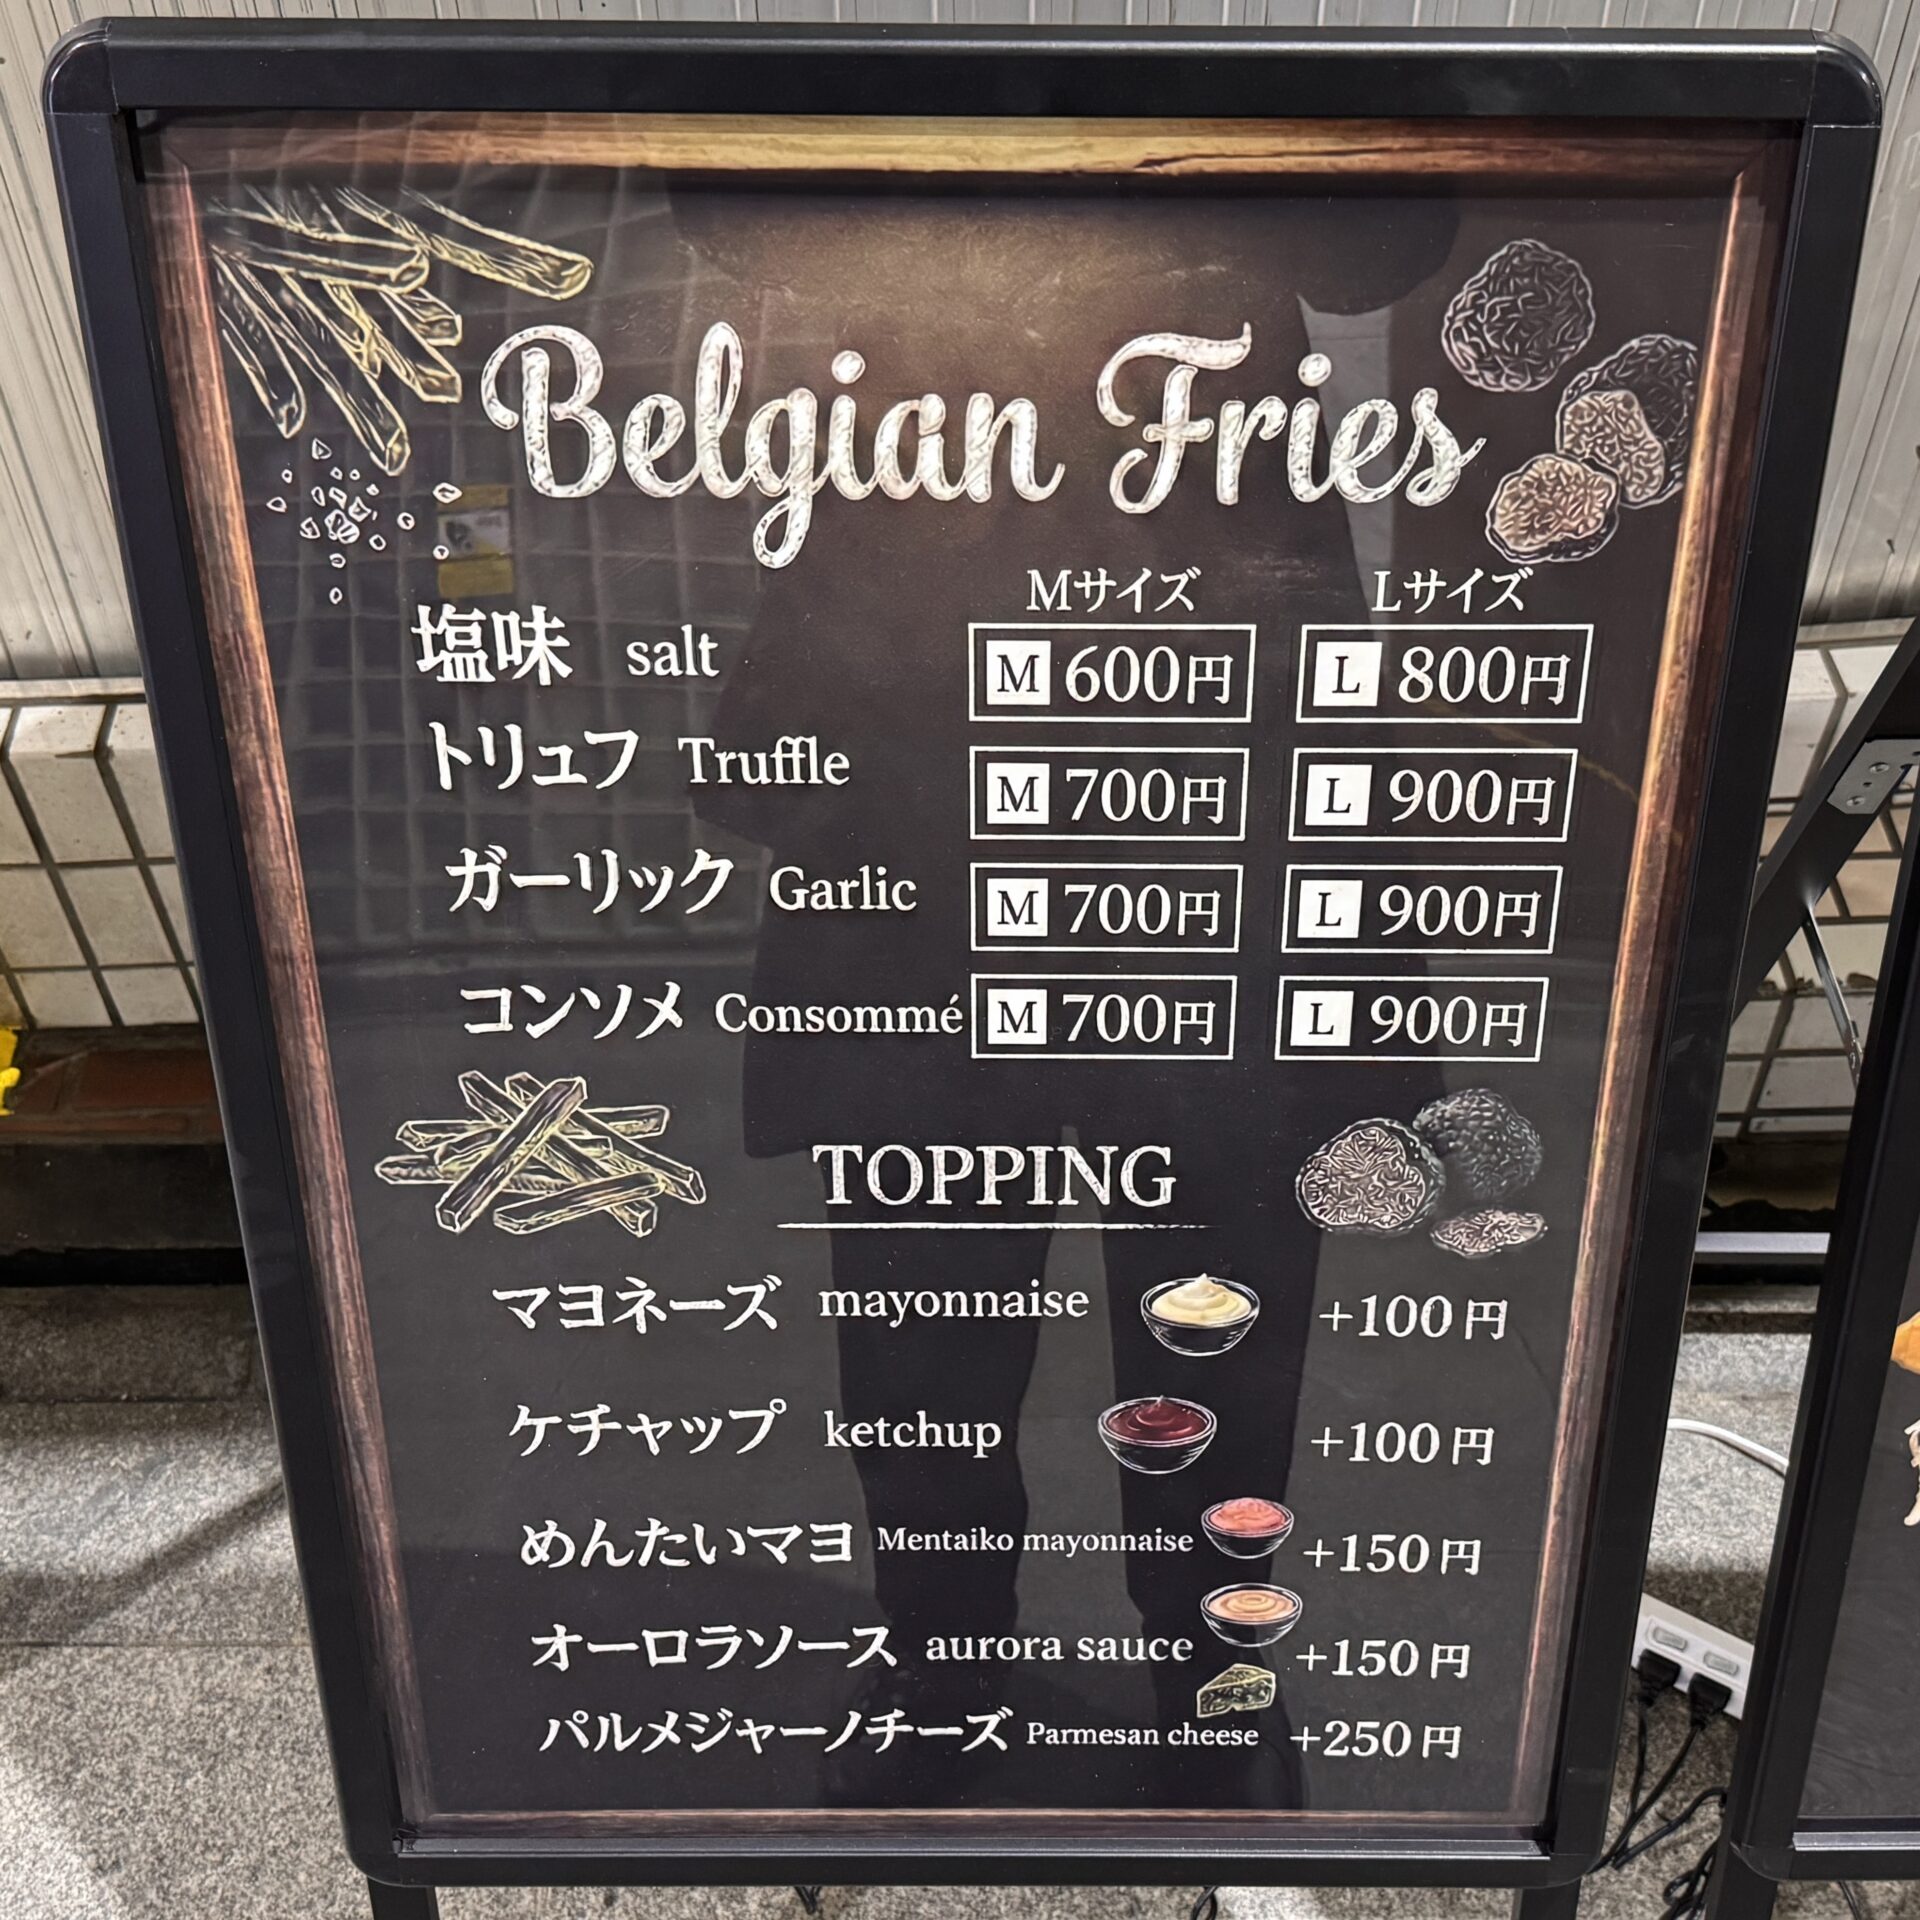 Belgian Fries
Mサイズ Lサイズ
塩味 salt M 600円 L 800円
トリュフ Truffle M 700円 L 900円
ガーリック Garlic M 700円 L 900円
コンソメ Consommé M 700円 L 900円
TOPPING
マヨネーズ mayonnaise +100円
ケチャップ ketchup +100円
めんたいマヨ Mentaiko mayonnaise +150円
オーロラソース aurora sauce +150円
パルメジャーノチーズ Parmesan cheese +250円